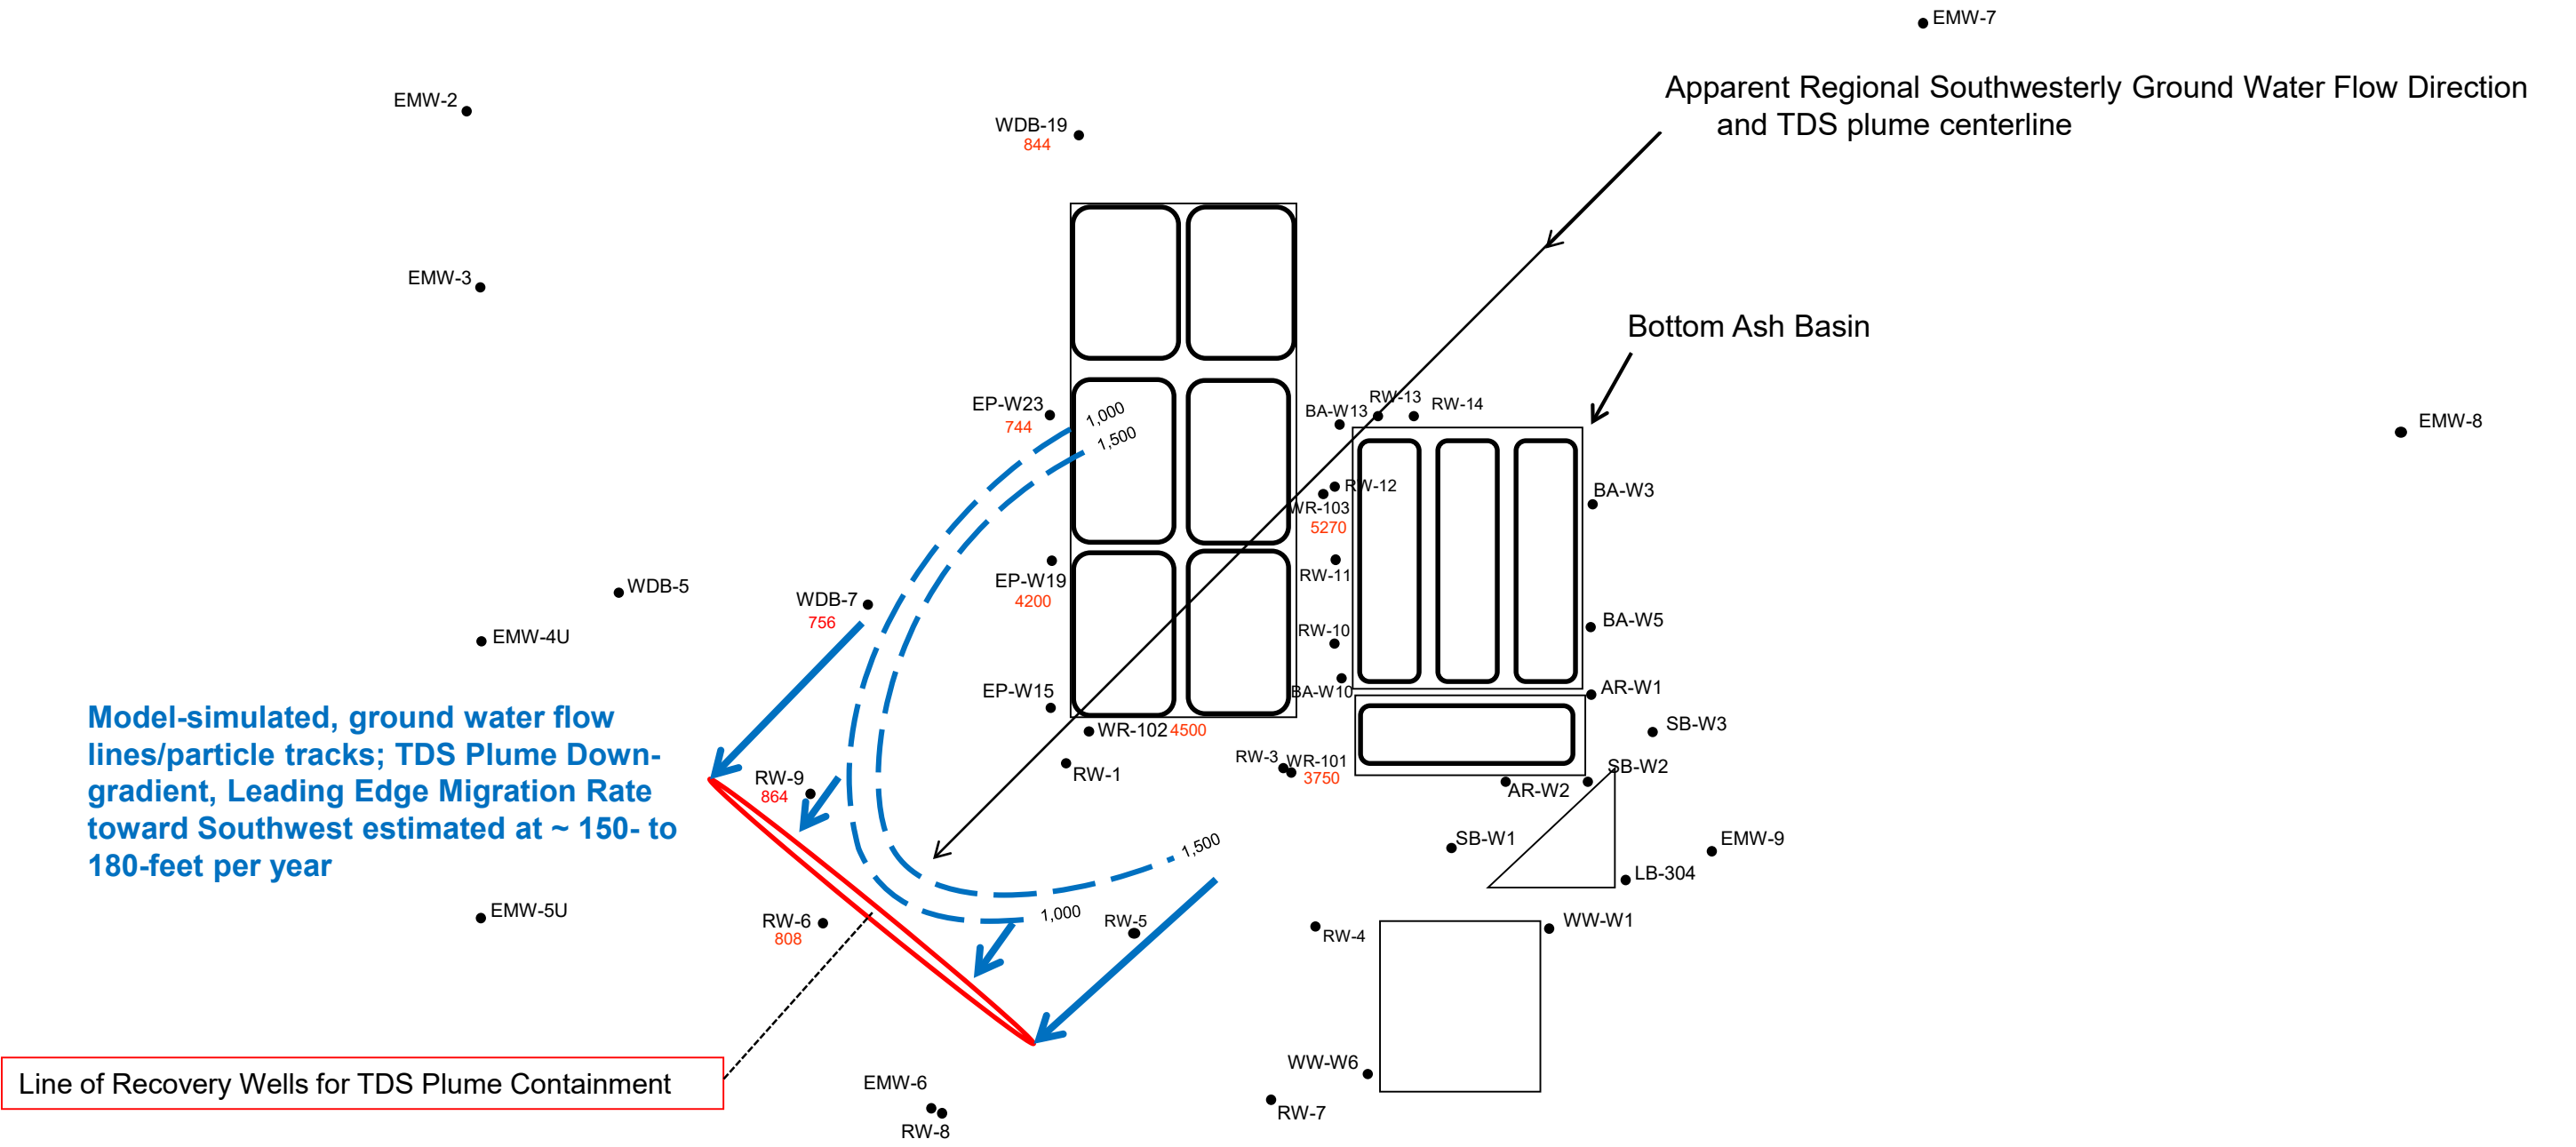 EMW-7
Apparent Regional Southwesterly Ground Water Flow Direction
and TDS plume centerline
EMW-2
WDB-19
844
EMW-3
Bottom Ash Basin
EP-W23
744
1,000
1,500
BA-W13
RW-13
RW-14
EMW-8
RW-12
WR-103
5270
BA-W3
EP-W19
4200
RW-11
WDB-5
WDB-7
756
EMW-4U
RW-10
BA-W5
EP-W15
BA-W10
AR-W1
Model-simulated, ground water flow
lines/particle tracks; TDS Plume Down-
gradient, Leading Edge Migration Rate
toward Southwest estimated at ~ 150- to
180-feet per year
WR-102
4500
SB-W3
RW-9
864
RW-1
RW-3
WR-101
3750
SB-W2
AR-W2
1,500
SB-W1
EMW-9
LB-304
EMW-5U
RW-6
808
1,000
RW-5
RW-4
WW-W1
Line of Recovery Wells for TDS Plume Containment
EMW-6
RW-8
WW-W6
RW-7